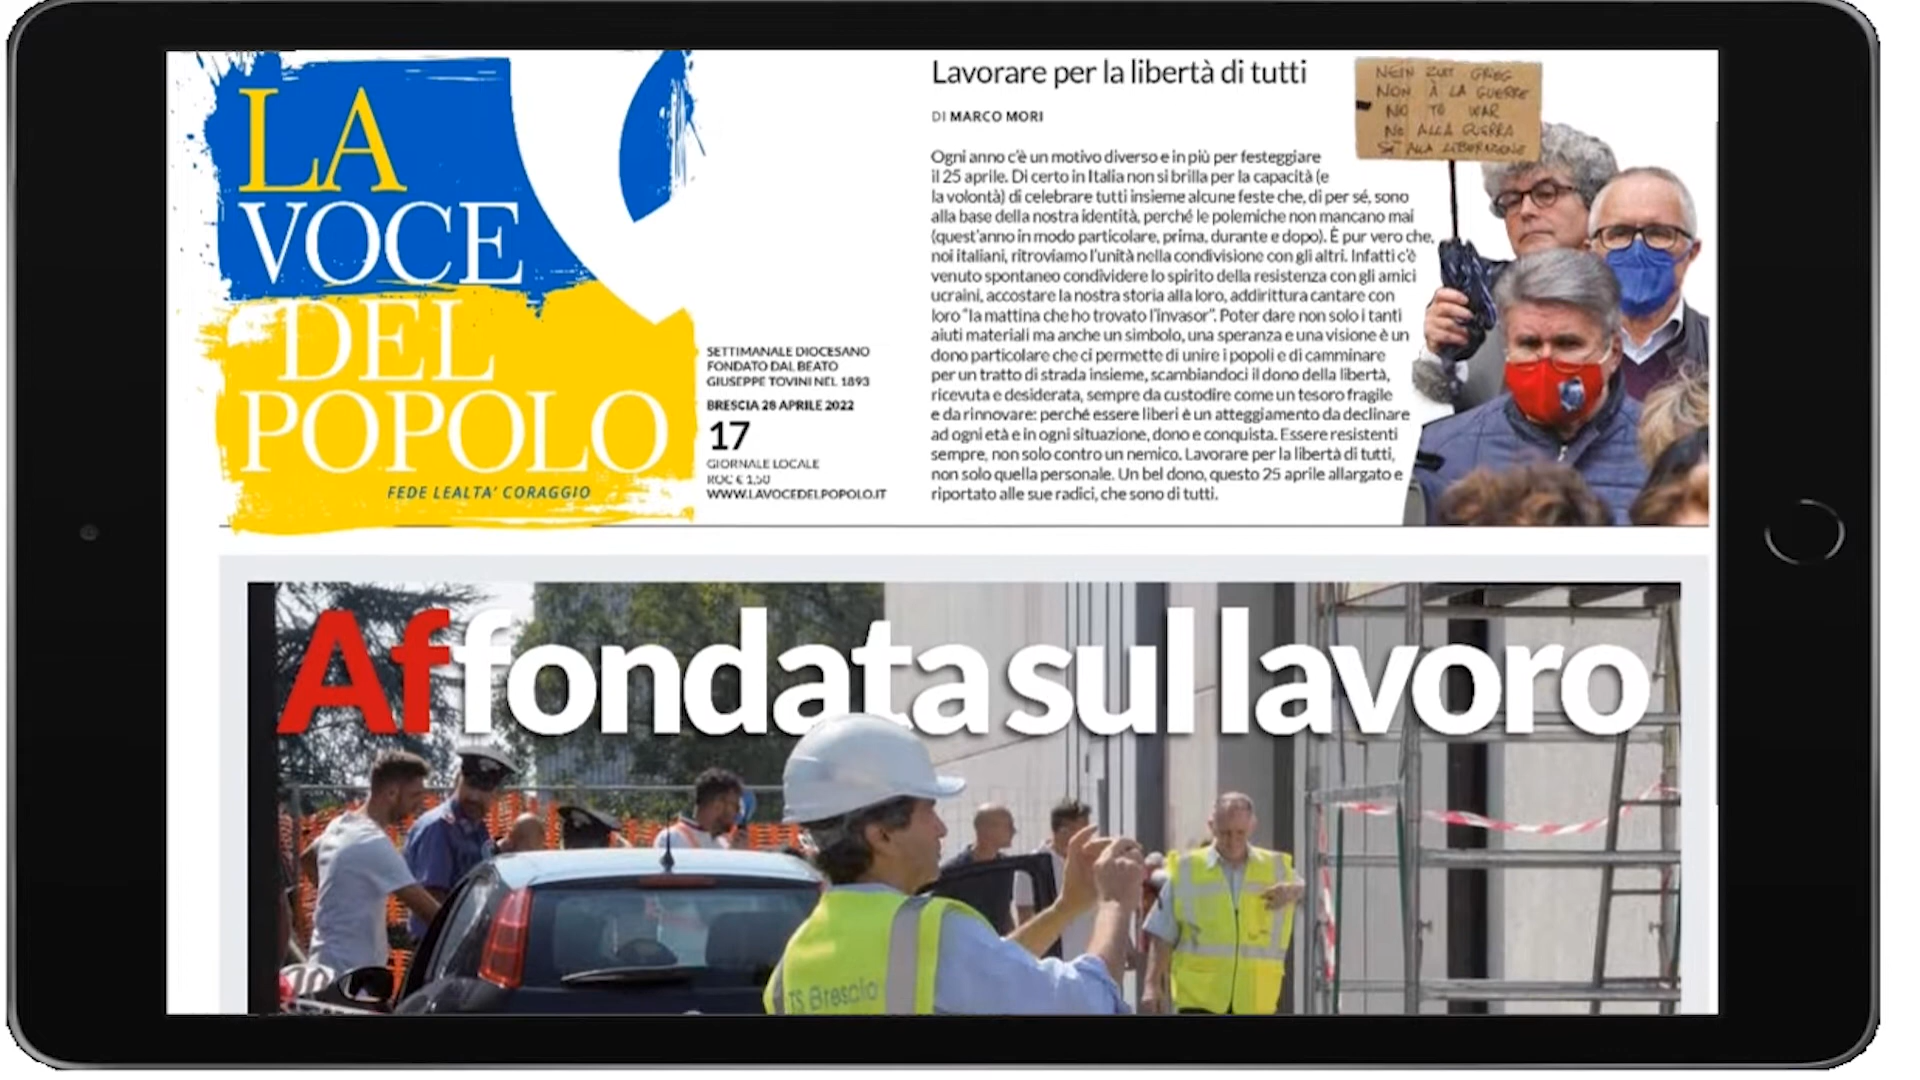 LA
VOCE
DEL
POPOLO
FEDE LEALTA' CORAGGIO
SETTIMANALE DIOCESANO
FONDATO DAL BEATO
GIUSEPPE TOVINI NEL 1893
BRESCIA 28 APRILE 2022
17
GIORNALE LOCALE
ROC € 1,50
WWW.LAVOCEDELPOPOLO.IT
Lavorare per la libertà di tutti
DI MARCO MORI
Ogni anno c'è un motivo diverso e in più per festeggiare
il 25 aprile. Di certo in Italia non si brilla per la capacità (e
la volontà) di celebrare tutti insieme alcune feste che, di per sé, sono
alla base della nostra identità, perché le polemiche non mancano mai
(quest'anno in modo particolare, prima, durante e dopo). È pur vero che,
noi italiani, ritroviamo l'unità nella condivisione con gli altri. Infatti c'è
venuto spontaneo condividere lo spirito della resistenza con gli amici
ucraini, accostare la nostra storia alla loro, addirittura cantare con
loro “la mattina che ho trovato l'invasor”. Poter dare non solo i tanti
aiuti materiali ma anche un simbolo, una speranza e una visione è un
dono particolare che ci permette di unire i popoli e di camminare
per un tratto di strada insieme, scambiandoci il dono della libertà,
ricevuta e desiderata, sempre da custodire come un tesoro fragile
e da rinnovare: perché essere liberi è un atteggiamento da declinare
ad ogni età e in ogni situazione, dono e conquista. Essere resistenti
sempre, non solo contro un nemico. Lavorare per la libertà di tutti,
non solo quella personale. Un bel dono, questo 25 aprile allargato e
riportato alle sue radici, che sono di tutti.
NEIN ZUM
NON À LA GUERRE
NO TO WAR
NO ALLA GUERRA
SÌ ALLA LIBERAZIONE
Affondata sul lavoro
TS Brescia